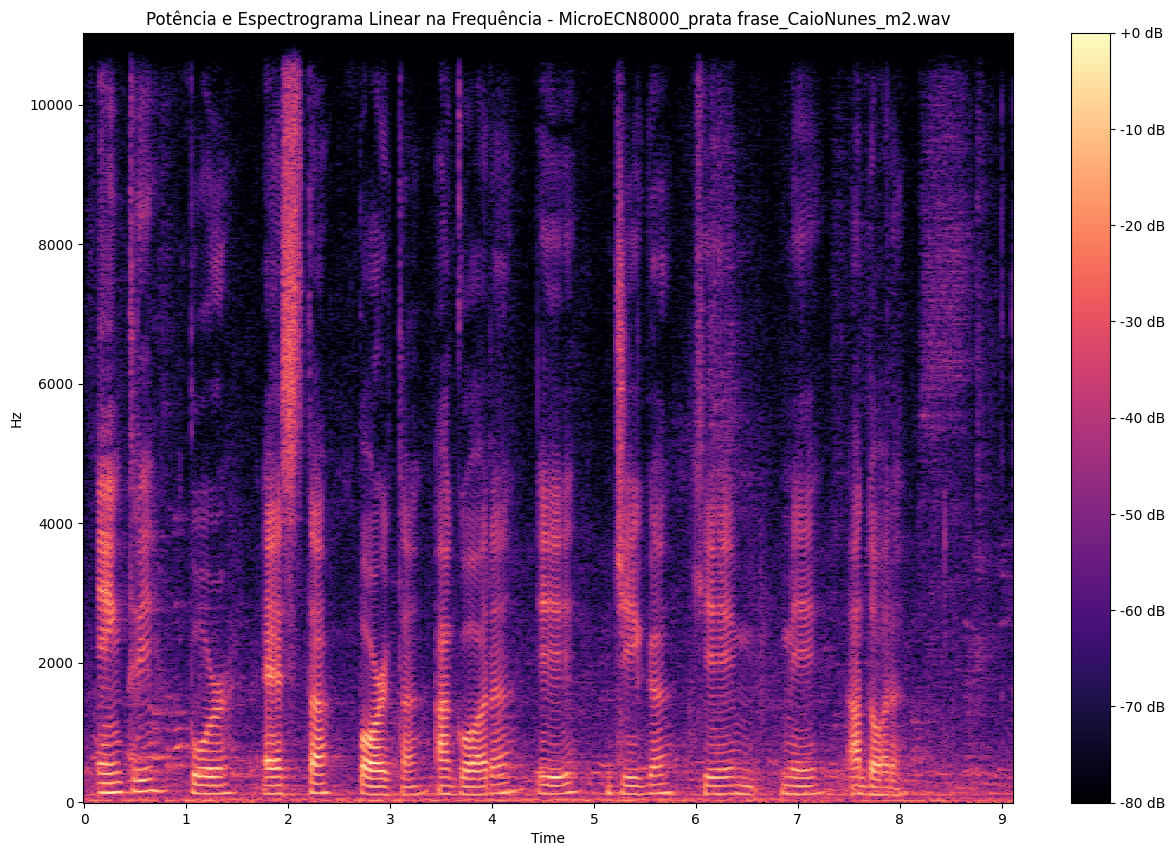 Potência e Espectrograma Linear na Frequência - MicroECN8000_prata frase_CaioNunes_m2.wav
+0 dB
10000
-10 dB
8000
-20 dB
6000
-30 dB
Hz
-40 dB
4000
-50 dB
-60 dB
2000
-70 dB
0
-80 dB
0 1 2 3 4 5 6 7 8 9
Time